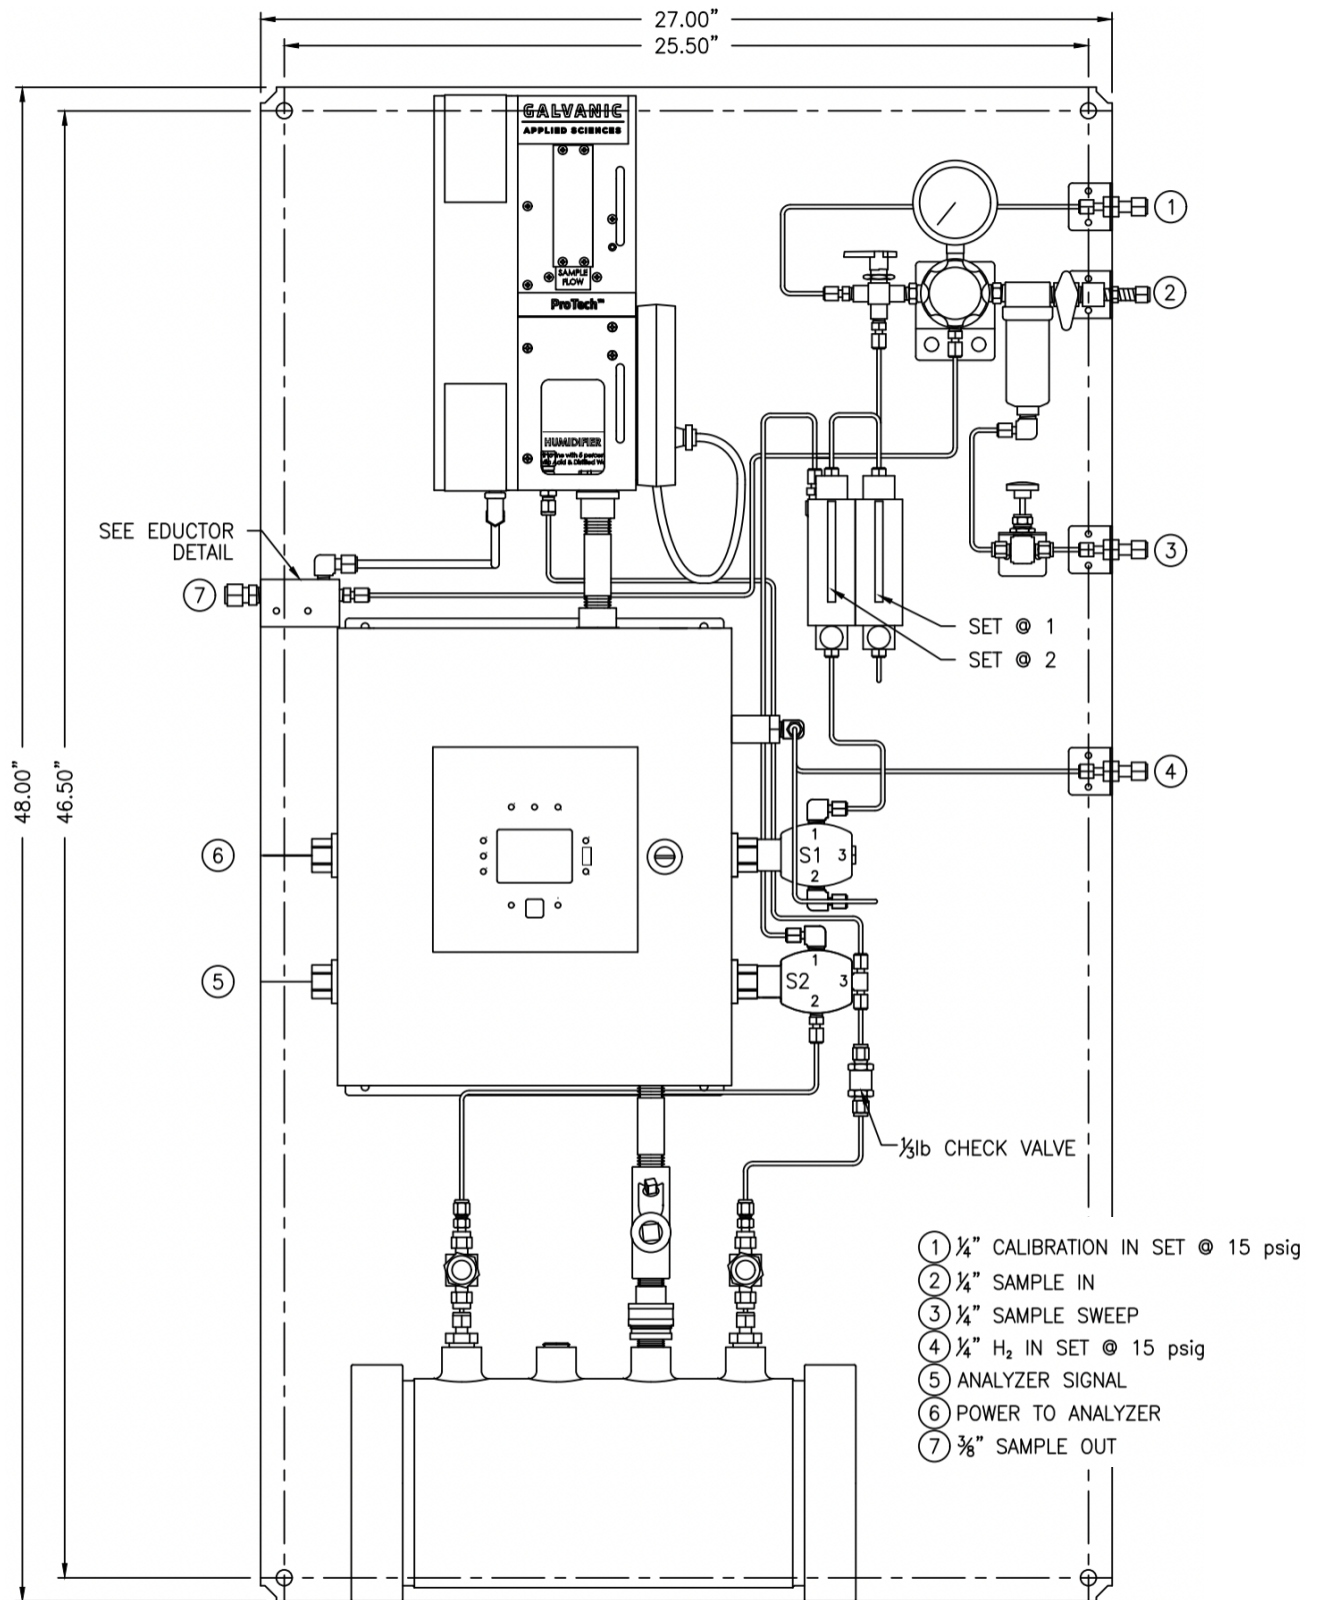 27.00"
25.50"
GALVANIC
APPLIED SCIENCES
SAMPLE
FLOW
ProTech™
HUMIDIFIER
1
2
3
4
SEE EDUCTOR
DETAIL
7
SET @ 1
SET @ 2
48.00"
46.50"
6
5
1
S1 3
2
1
S2 3
2
⅓lb CHECK VALVE
1 ¼" CALIBRATION IN SET @ 15 psig
2 ¼" SAMPLE IN
3 ¼" SAMPLE SWEEP
4 ¼" H₂ IN SET @ 15 psig
5 ANALYZER SIGNAL
6 POWER TO ANALYZER
7 ⅜" SAMPLE OUT